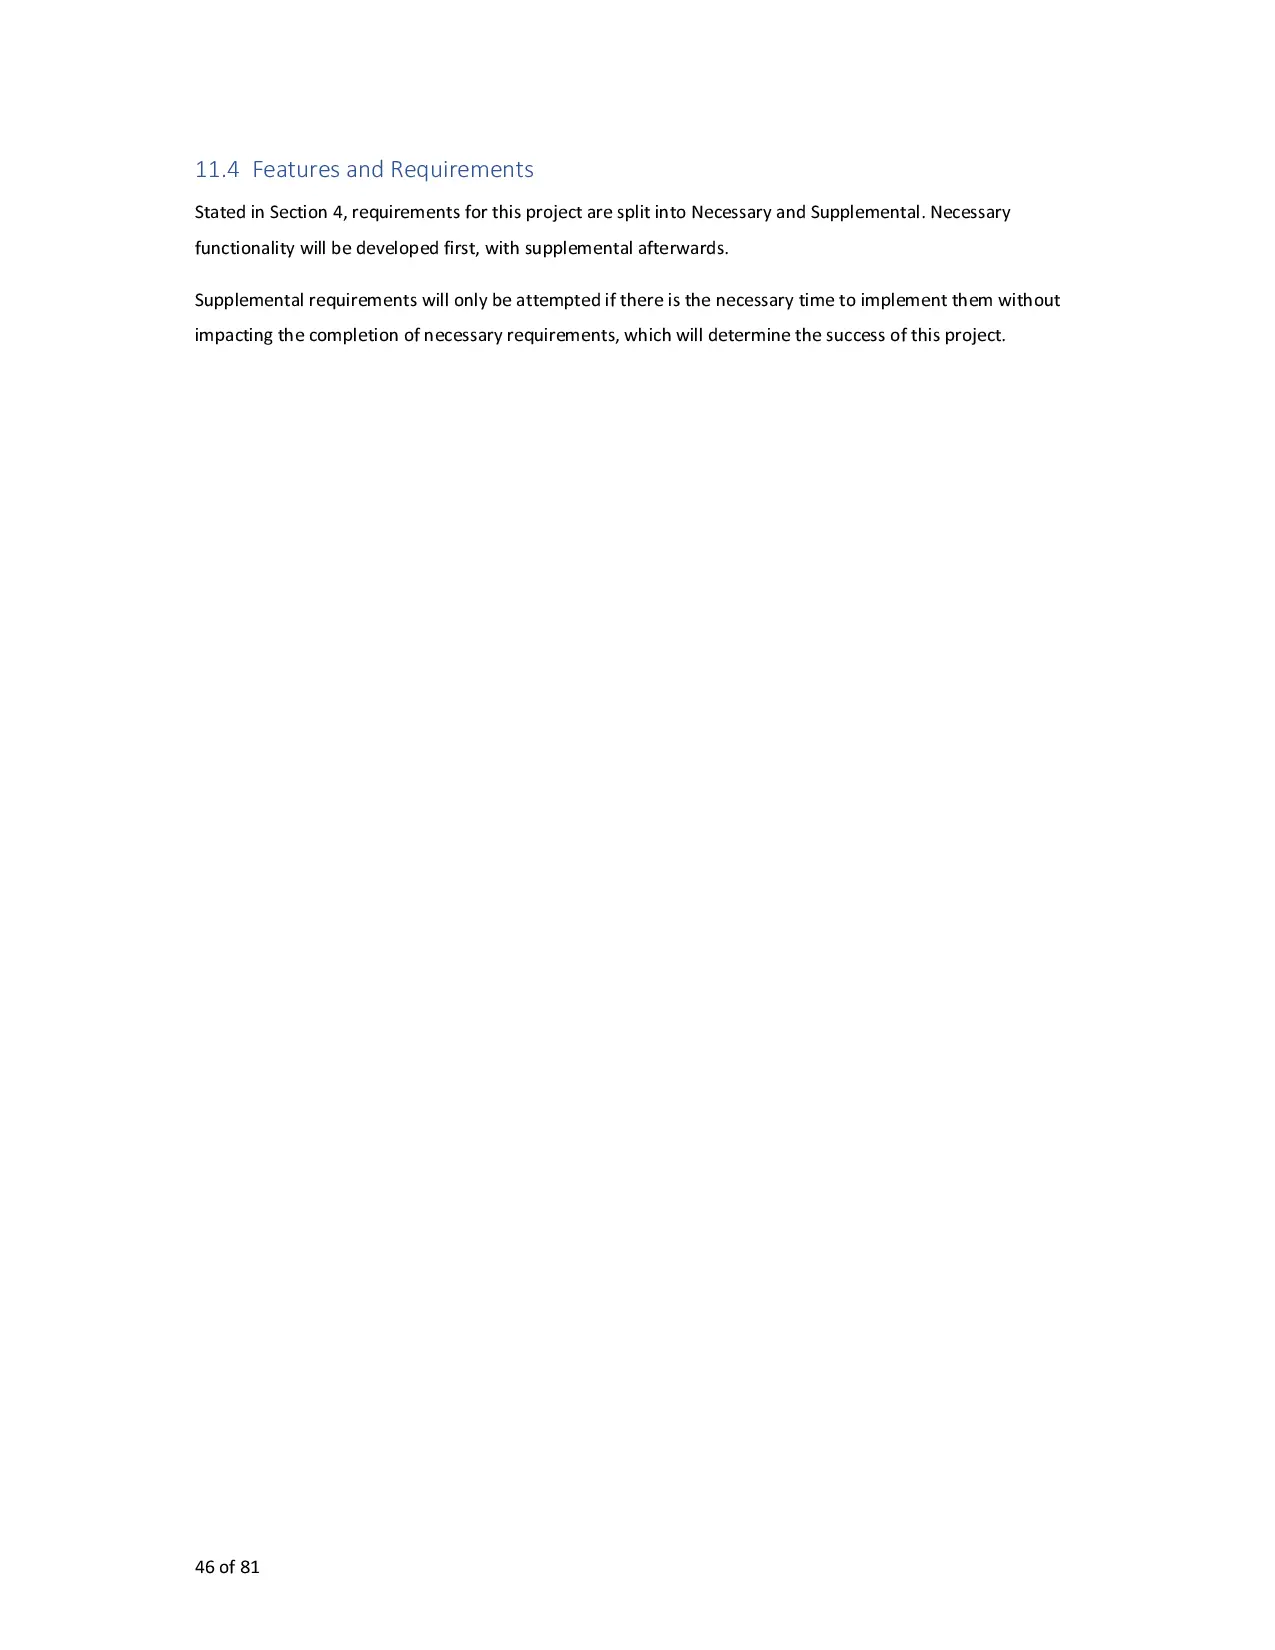 11.4 Features and Requirements
Stated in Section 4, requirements for this project are split into Necessary and Supplemental. Necessary
functionality will be developed first, with supplemental afterwards.
Supplemental requirements will only be attempted if there is the necessary time to implement them without
impacting the completion of necessary requirements, which will determine the success of this project.
46 of 81